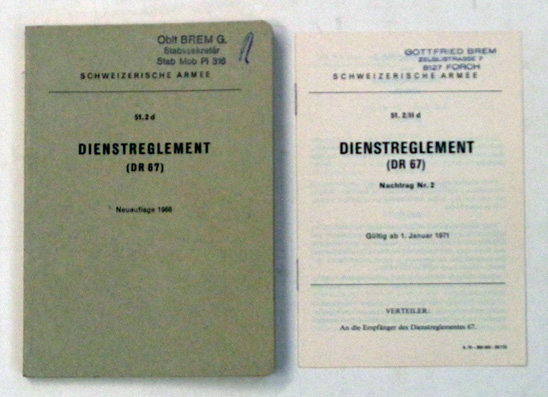 Oblt BREM G.
Stabssekretär
Stab Mob Pl 316
SCHWEIZERISCHE ARMEE
51.2 d
DIENSTREGLEMENT
(DR 67)
Neuauflage 1966
GOTTFRIED BREM
ZELGLISTRASSE 7
8127 FORCH
SCHWEIZERISCHE ARMEE
51. 2/II d
DIENSTREGLEMENT
(DR 67)
Nachtrag Nr. 2
Gültig ab 1. Januar 1971
VERTEILER:
An die Empfänger des Dienstreglementes 67.